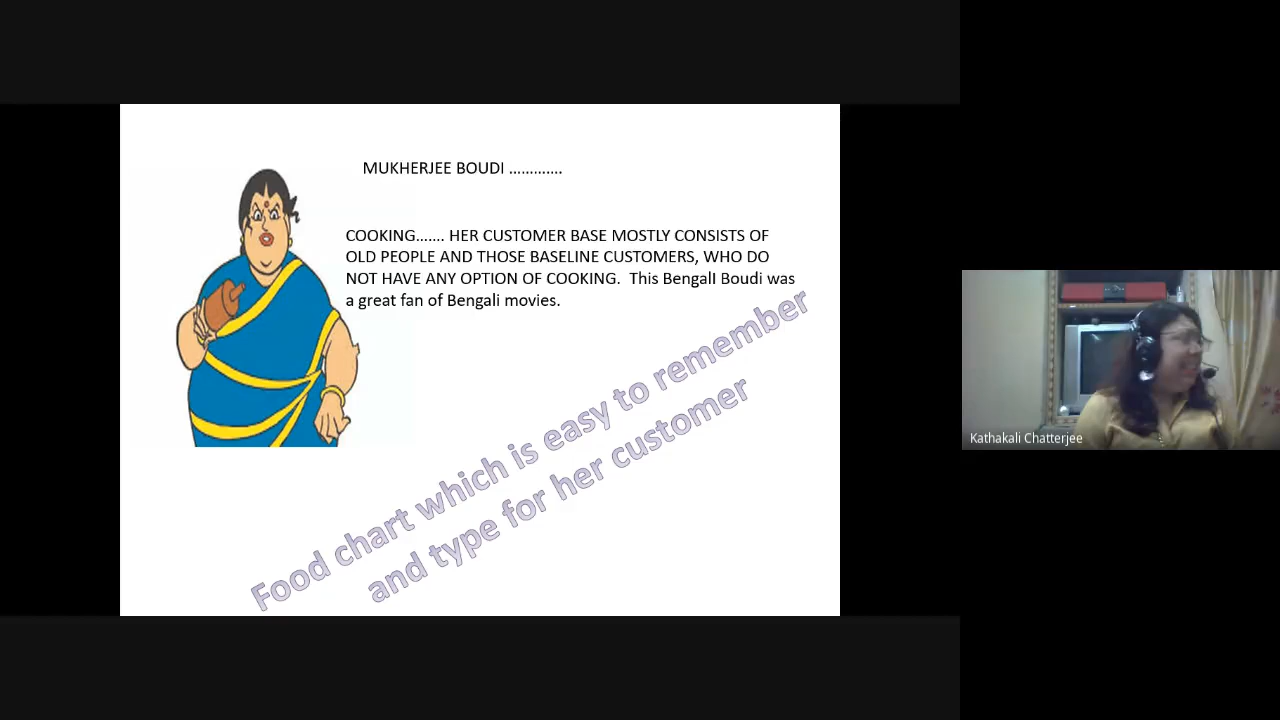 MUKHERJEE BOUDI ………….
COOKING……. HER CUSTOMER BASE MOSTLY CONSISTS OF
OLD PEOPLE AND THOSE BASELINE CUSTOMERS, WHO DO
NOT HAVE ANY OPTION OF COOKING.  This Bengall Boudi was
a great fan of Bengali movies.
Food chart which is easy to remember
and type for her customer
Kathakali Chatterjee